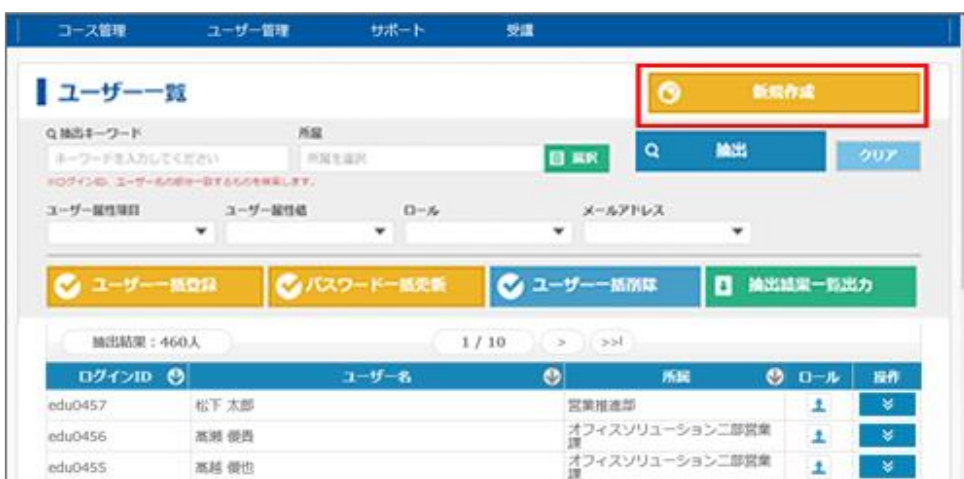 コース管理 ユーザー管理 サポート 受講
ユーザー一覧
新規作成
抽出キーワード 所属
キーワードを入力してください 所属を選択 選択 抽出 クリア
※ログインID、ユーザー名の部分一致するものを検索します。
ユーザー属性項目 ユーザー属性値 ロール メールアドレス
ユーザー一括登録 パスワード一括更新 ユーザー一括削除 抽出結果一覧出力
抽出結果：460人 1 / 10 > >>|
ログインID ユーザー名 所属 ロール 操作
edu0457 松下 太郎 営業推進部
edu0456 高瀬 優貴 オフィスソリューション二部営業課
edu0455 高越 優也 オフィスソリューション二部営業課